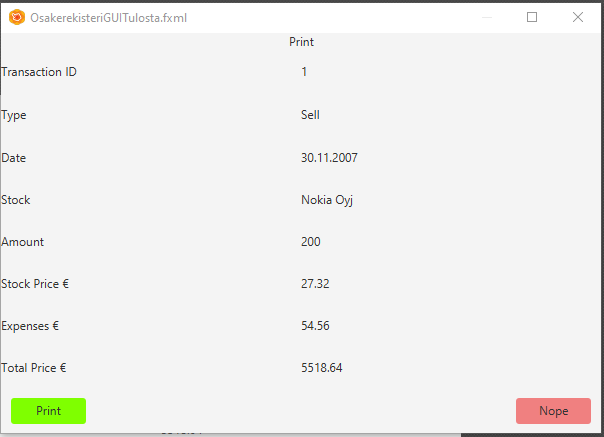 OsakerekisteriGUITulosta.fxml
Print
Transaction ID 1
Type Sell
Date 30.11.2007
Stock Nokia Oyj
Amount 200
Stock Price € 27.32
Expenses € 54.56
Total Price € 5518.64
Print Nope